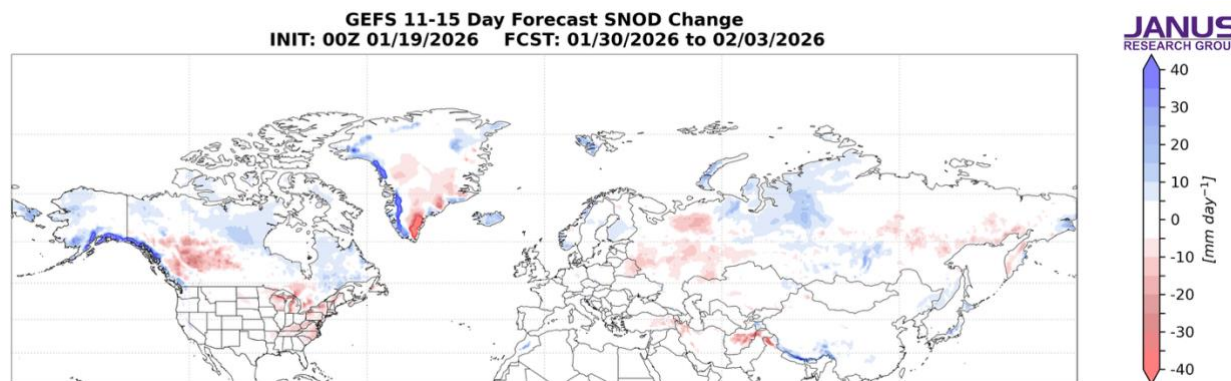 GEFS 11-15 Day Forecast SNOD Change
INIT: 00Z 01/19/2026 FCST: 01/30/2026 to 02/03/2026
JANUS
RESEARCH GROU
40
30
20
10
0
-10
-20
-30
-40
[mm day⁻¹]